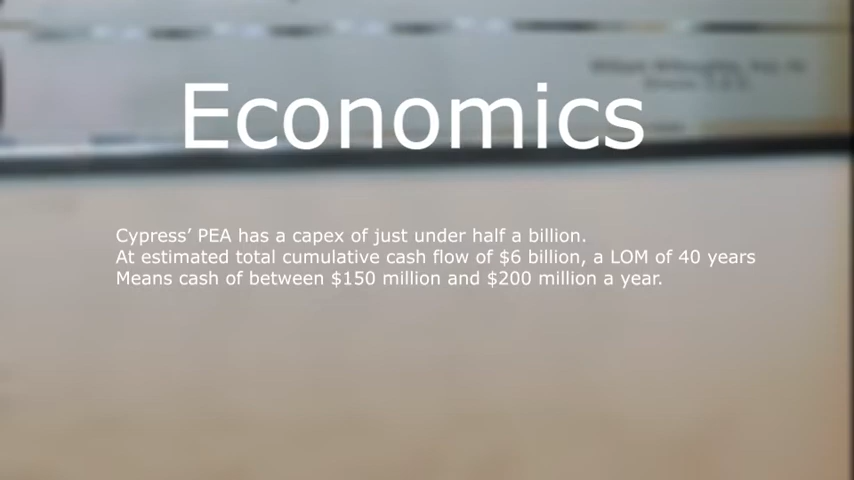 Economics
Cypress’ PEA has a capex of just under half a billion.
At estimated total cumulative cash flow of $6 billion, a LOM of 40 years
Means cash of between $150 million and $200 million a year.